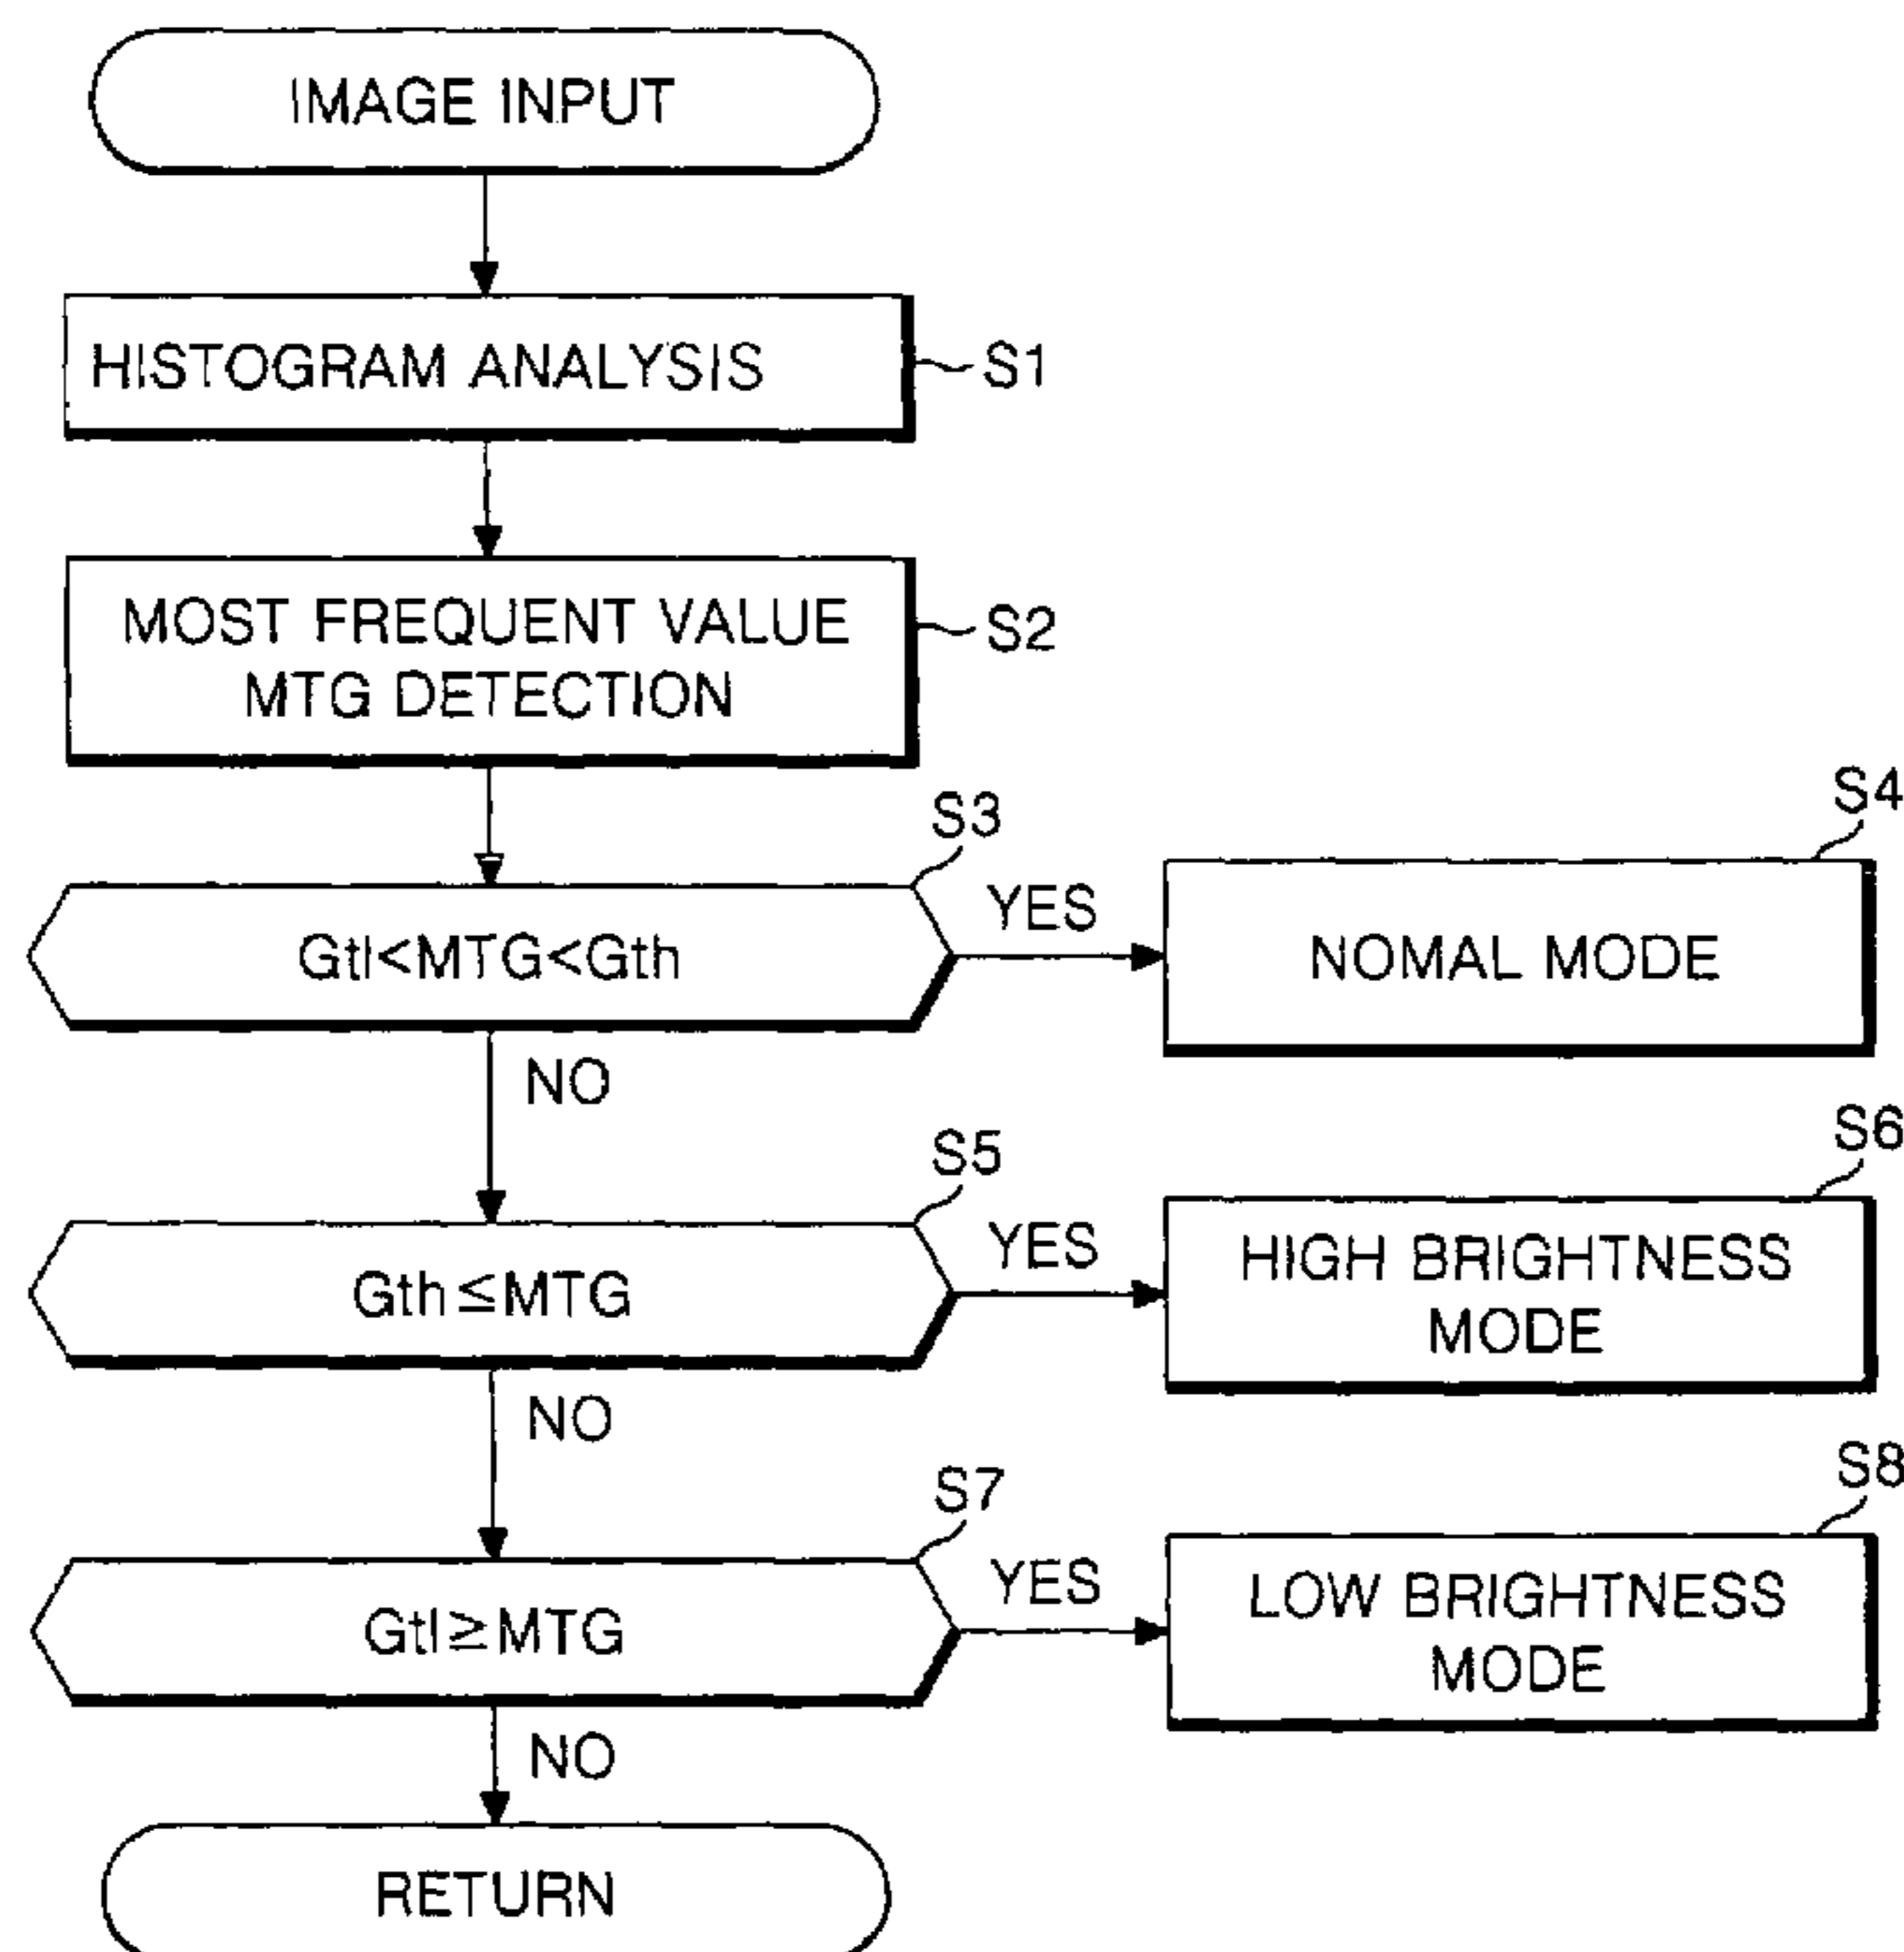 IMAGE INPUT
HISTOGRAM ANALYSIS
S1
MOST FREQUENT VALUE
MTG DETECTION
S2
S3
Gtl<MTG<Gth
YES
S4
NOMAL MODE
NO
S5
Gth≤MTG
YES
S6
HIGH BRIGHTNESS
MODE
NO
S7
Gtl≥MTG
YES
S8
LOW BRIGHTNESS
MODE
NO
RETURN